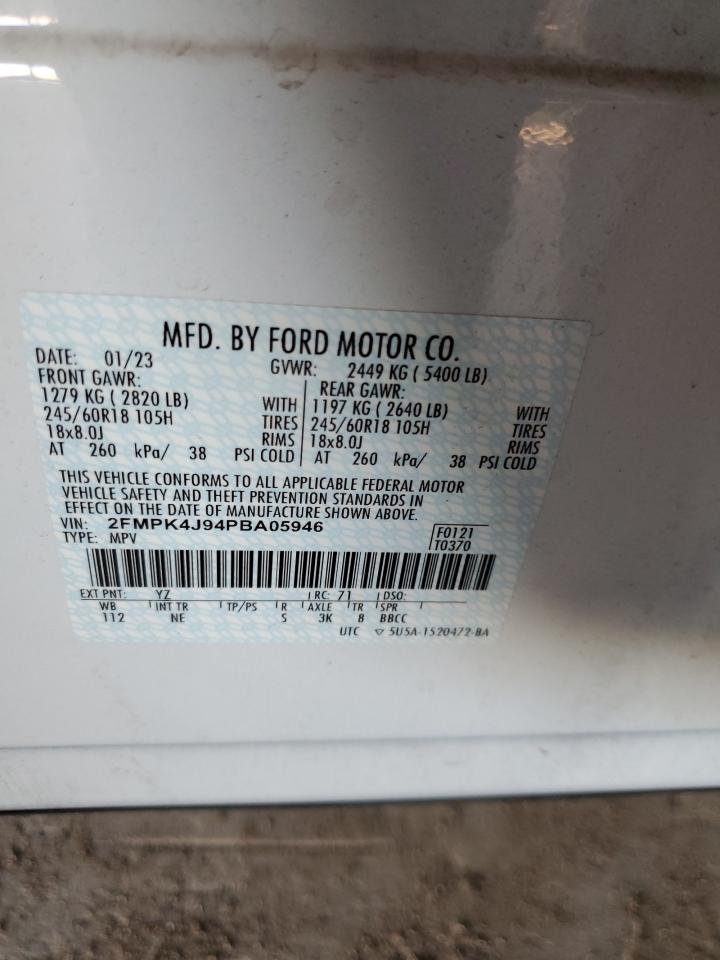 MFD. BY FORD MOTOR CO.
DATE: 01/23 GVWR: 2449 KG ( 5400 LB)
FRONT GAWR: REAR GAWR:
1279 KG ( 2820 LB) WITH 1197 KG ( 2640 LB) WITH
245/60R18 105H TIRES 245/60R18 105H TIRES
18x8.0J RIMS 18x8.0J RIMS
AT 260 kPa/ 38 PSI COLD AT 260 kPa/ 38 PSI COLD
THIS VEHICLE CONFORMS TO ALL APPLICABLE FEDERAL MOTOR
VEHICLE SAFETY AND THEFT PREVENTION STANDARDS IN
EFFECT ON THE DATE OF MANUFACTURE SHOWN ABOVE.
VIN: 2FMPK4J94PBA05946 F0121
TYPE: MPV T0370
EXT PNT: YZ RC: 71 DSO:
WB INT TR TP/PS R AXLE TR SPR
112 NE S 3K 8 BBCC
UTC ▽ 5U5A-1520472-BA